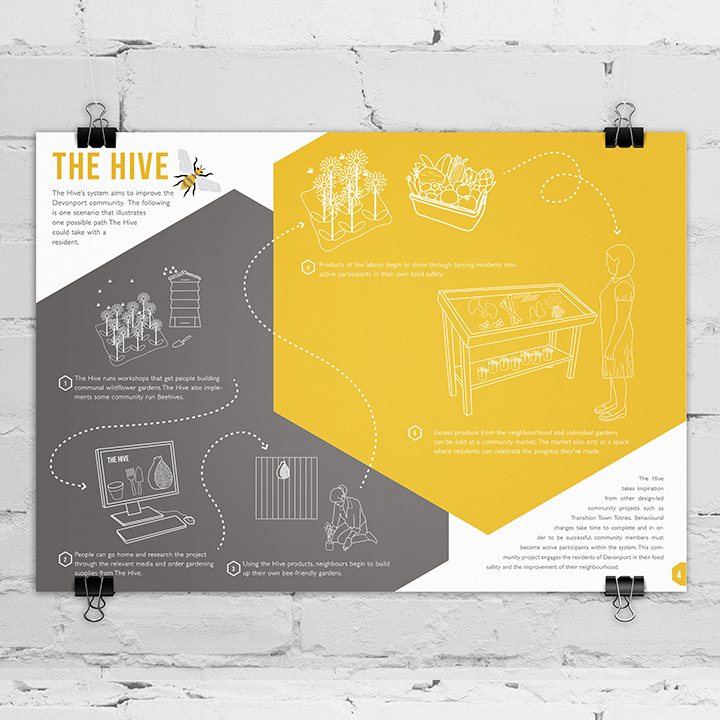 THE HIVE
The Hive's system aims to improve the
Devonport community. The following
is one scenario that illustrates
one possible path The Hive
could take with a
resident.
1
The Hive runs workshops that get people building
communal wildflower gardens. The Hive also imple-
ments some community run Beehives.
THE HIVE
2
People can go home and research the project
through the relevant media and order gardening
supplies from The Hive.
3
Using the Hive products, neighbours begin to build
up their own bee-friendly gardens.
4
Products of the labour begin to show through turning residents into
active participants in their own food safety.
5
Excess produce from the neighbourhood and individual gardens
can be sold at a community market. The market also acts as a space
where residents can celebrate the progress they've made.
The Hive
takes inspiration
from other design-led
community projects such as
Transition Town Totnes. Behavioural
changes take time to complete and in or-
der to be successful, community members must
become active participants within the system. This com-
munity project engages the residents of Devonport in their food
safety and the improvement of their neighbourhood.
4